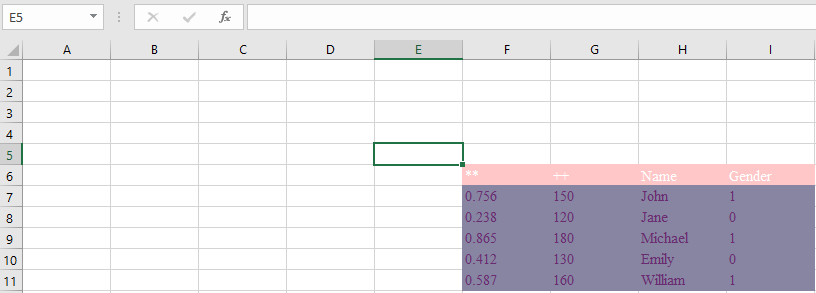 E5 fx
A B C D E F G H I
1
2
3
4
5
6 ** ++ Name Gender
7 0.756 150 John 1
8 0.238 120 Jane 0
9 0.865 180 Michael 1
10 0.412 130 Emily 0
11 0.587 160 William 1